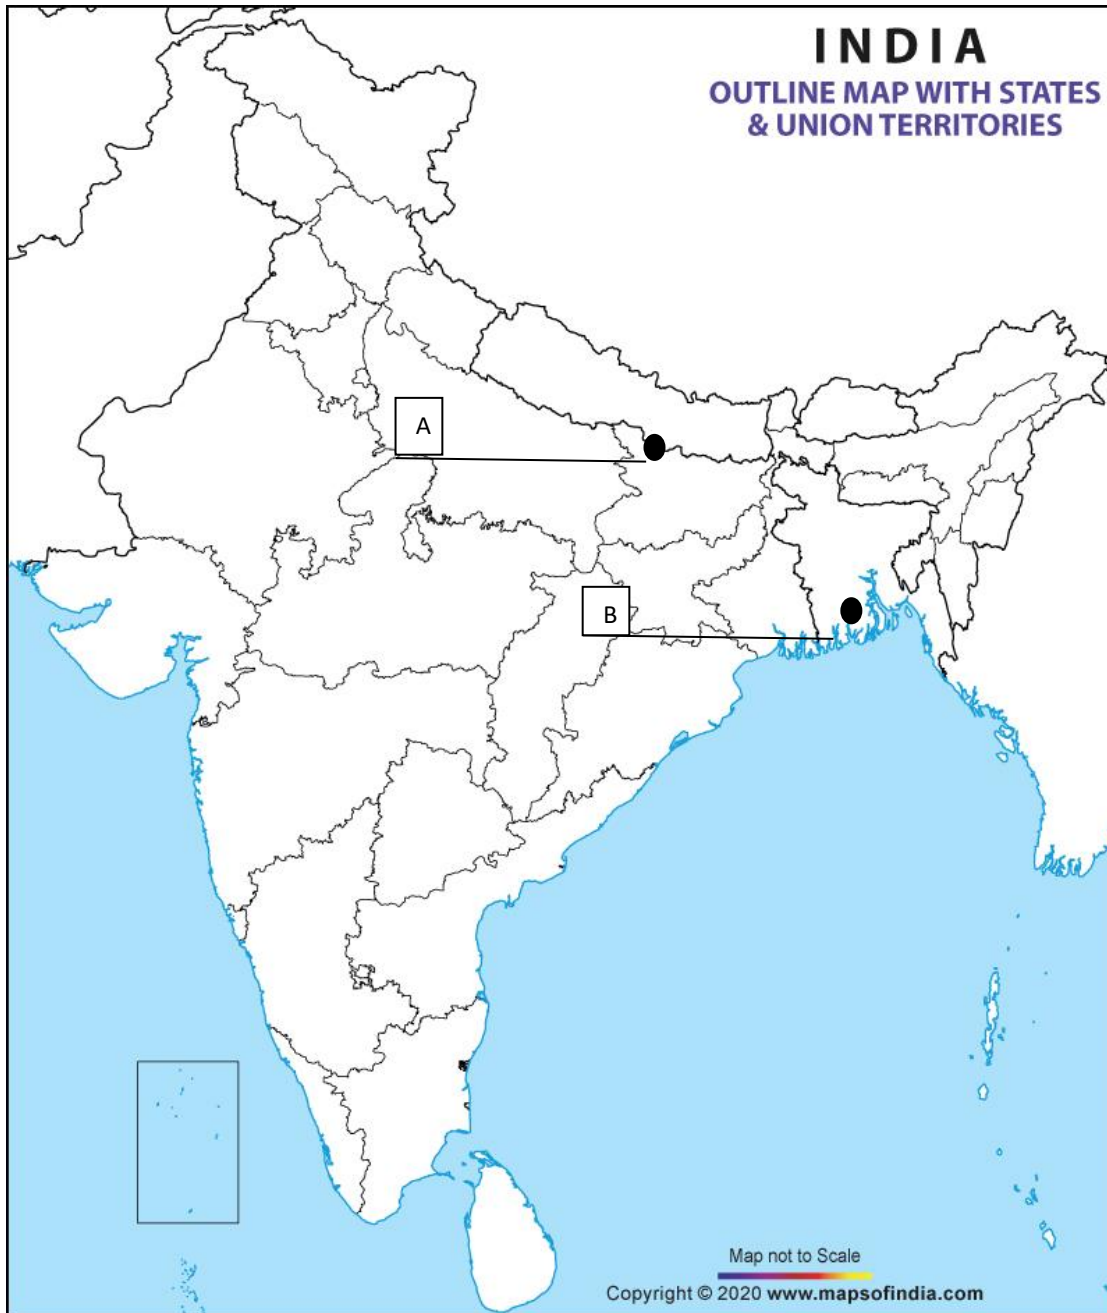 INDIA
OUTLINE MAP WITH STATES
& UNION TERRITORIES
A
B
Map not to Scale
Copyright © 2020 www.mapsofindia.com